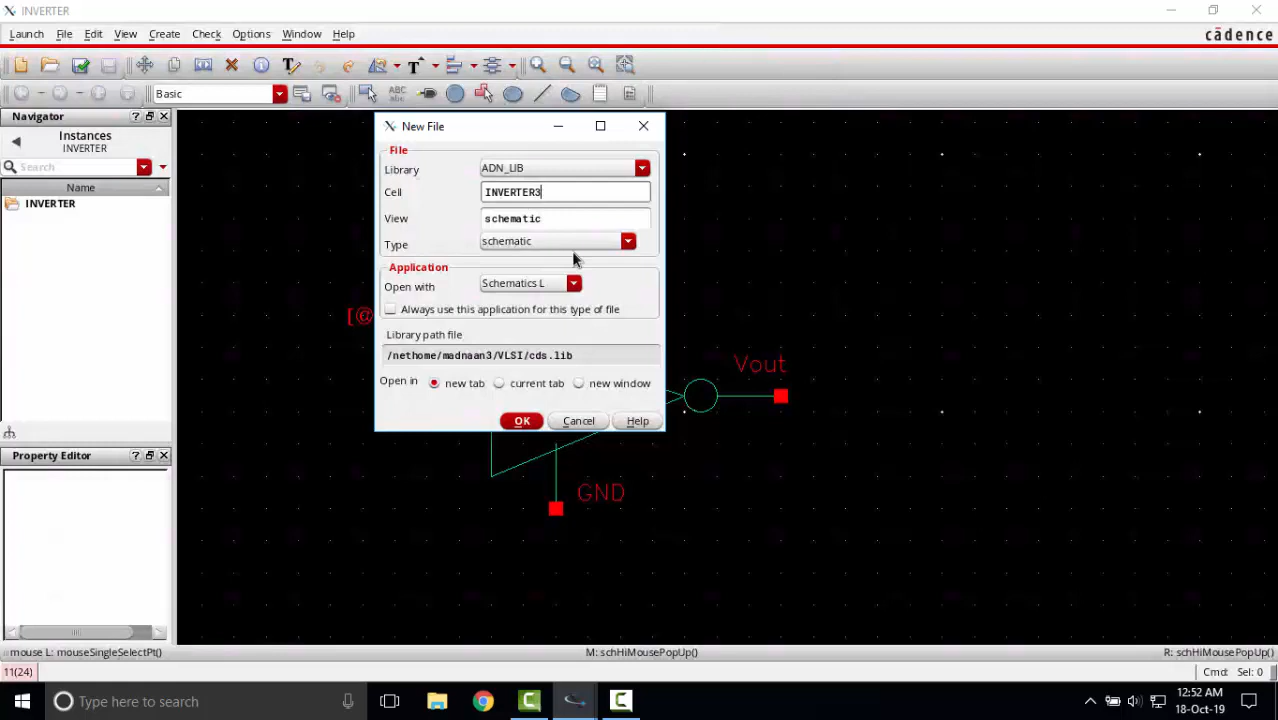 INVERTER
Launch File Edit View Create Check Options Window Help
cādence
Basic
ABC
abc
Navigator
Instances
INVERTER
Search
Name
INVERTER
Property Editor
New File
File
Library ADN_LIB
Cell INVERTER3
View schematic
Type schematic
Application
Open with Schematics L
Always use this application for this type of file
Library path file
/nethome/madnaan3/VLSI/cds.lib
Open in new tab current tab new window
OK Cancel Help
[@
Vout
GND
mouse L: mouseSingleSelectPt() M: schHiMousePopUp() R: schHiMousePopUp()
11(24) Cmd: Sel: 0
Type here to search
12:52 AM
18-Oct-19